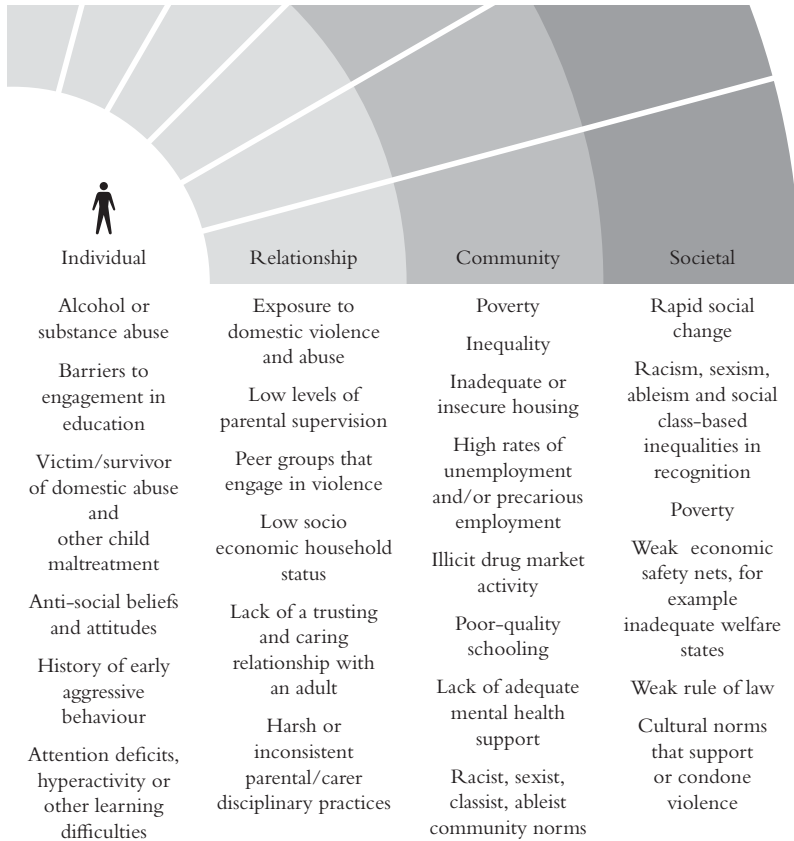 Individual
Relationship
Community
Societal
Alcohol or
substance abuse
Barriers to
engagement in
education
Victim/survivor
of domestic abuse
and
other child
maltreatment
Anti-social beliefs
and attitudes
History of early
aggressive
behaviour
Attention deficits,
hyperactivity or
other learning
difficulties
Exposure to
domestic violence
and abuse
Low levels of
parental supervision
Peer groups that
engage in violence
Low socio
economic household
status
Lack of a trusting
and caring
relationship with
an adult
Harsh or
inconsistent
parental/carer
disciplinary practices
Poverty
Inequality
Inadequate or
insecure housing
High rates of
unemployment
and/or precarious
employment
Illicit drug market
activity
Poor-quality
schooling
Lack of adequate
mental health
support
Racist, sexist,
classist, ableist
community norms
Rapid social
change
Racism, sexism,
ableism and social
class-based
inequalities in
recognition
Poverty
Weak economic
safety nets, for
example
inadequate welfare
states
Weak rule of law
Cultural norms
that support
or condone
violence